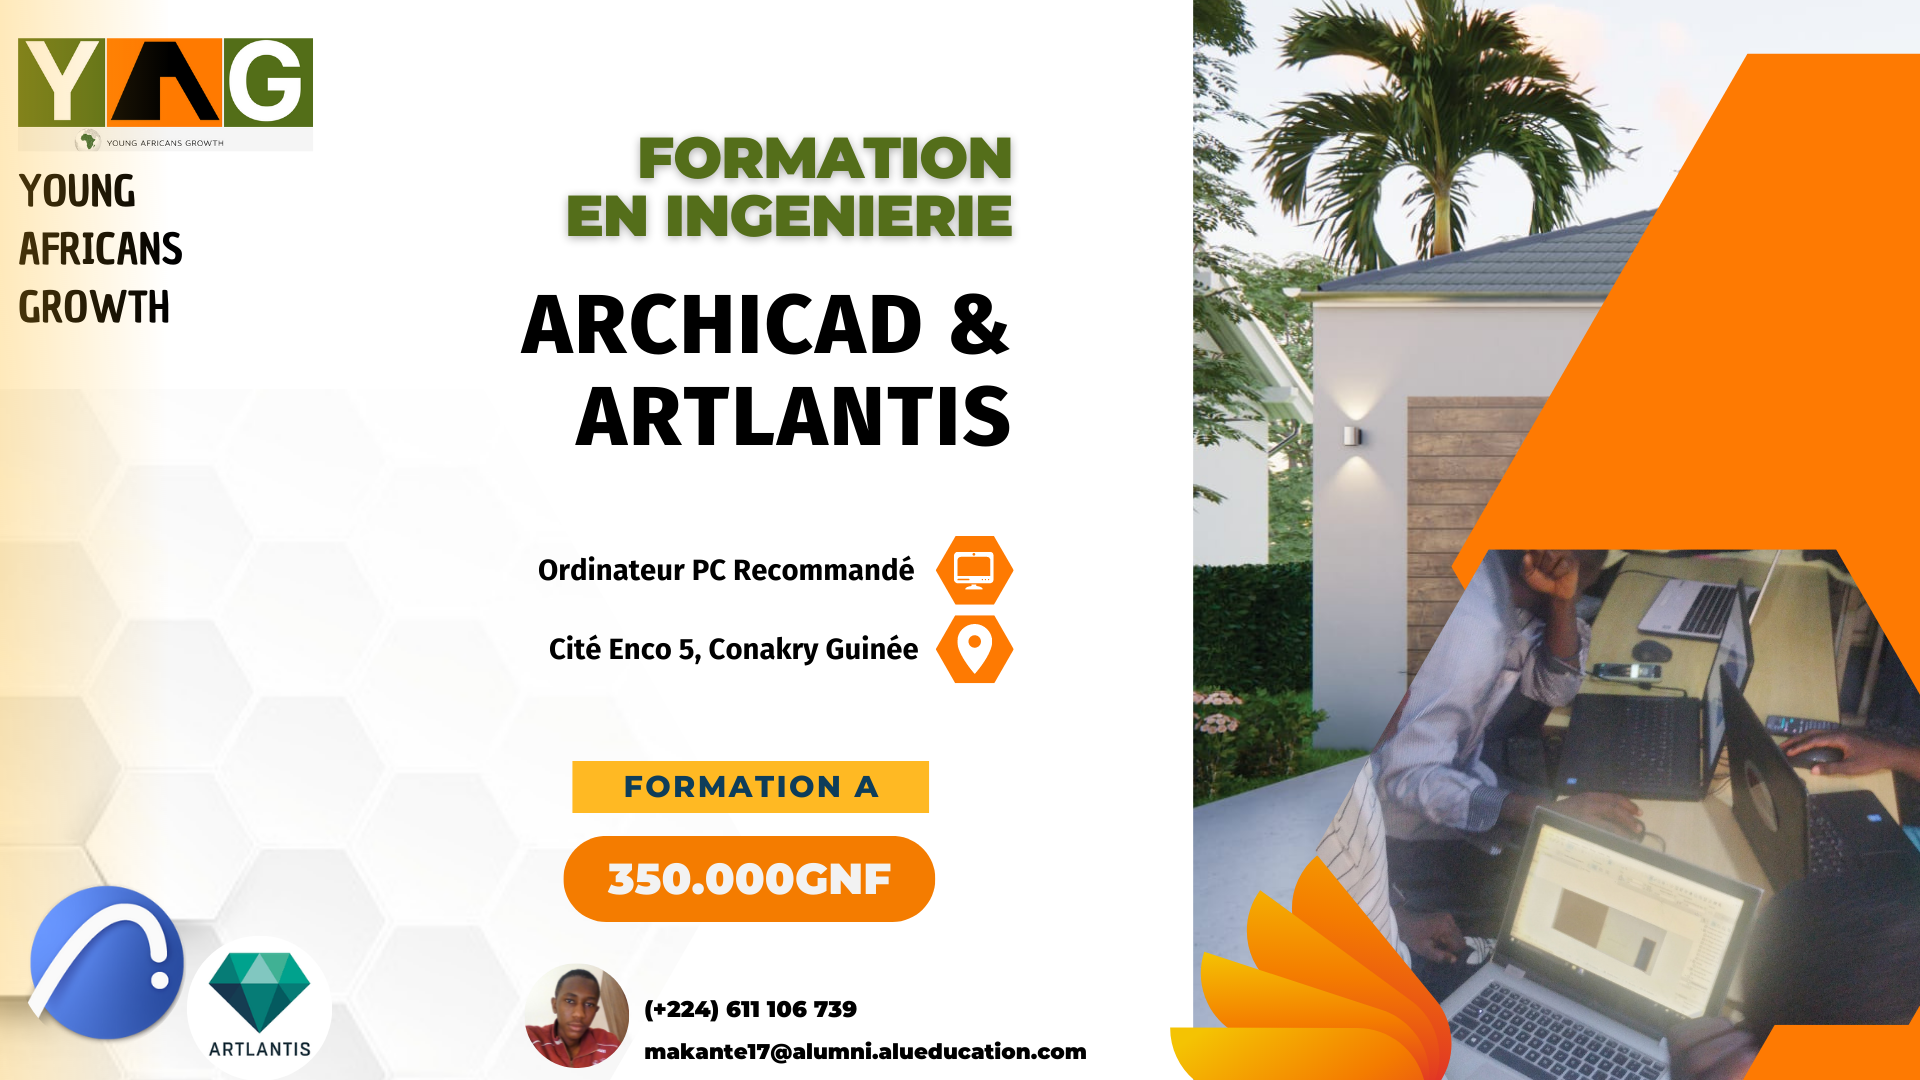 YAG
YOUNG AFRICANS GROWTH
YOUNG
AFRICANS
GROWTH
FORMATION
EN INGENIERIE
ARCHICAD &
ARTLANTIS
Ordinateur PC Recommandé
Cité Enco 5, Conakry Guinée
FORMATION A
350.000GNF
(+224) 611 106 739
makante17@alumni.alueducation.com
ARTLANTIS